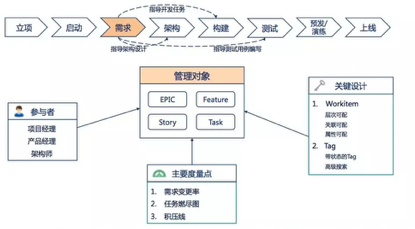 指导开发任务
立项
启动
需求
架构
构建
测试
预发/
演练
上线
指导架构设计
指导测试用例编写
管理对象
EPIC
Feature
Story
Task
参与者
项目经理
产品经理
架构师
关键设计
1. Workitem
层次可配
关联可配
属性可配
2. Tag
带状态的Tag
高级搜索
主要度量点
1. 需求变更率
2. 任务燃尽图
3. 积压线